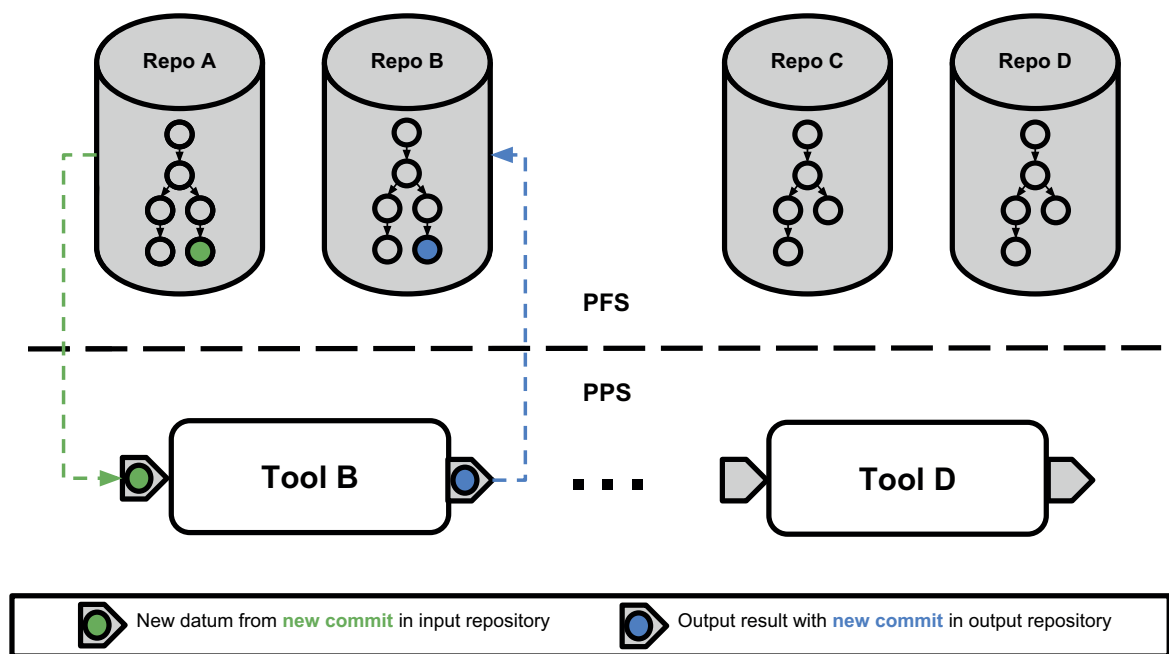 Repo A
Repo B
Repo C
Repo D
PFS
PPS
Tool B
...
Tool D
New datum from new commit in input repository
Output result with new commit in output repository